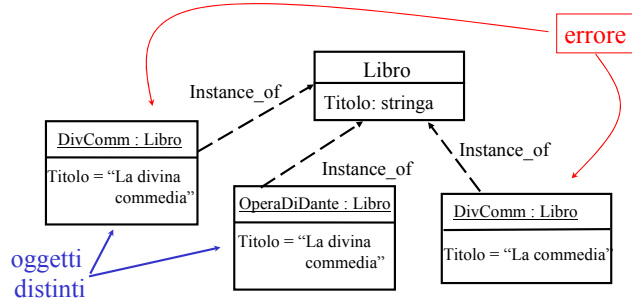 errore
Libro
Titolo: stringa
Instance_of
DivComm : Libro
Titolo = “La divina
commedia”
Instance_of
Instance_of
OperaDiDante : Libro
Titolo = “La divina
commedia”
DivComm : Libro
Titolo = “La commedia”
oggetti
distinti